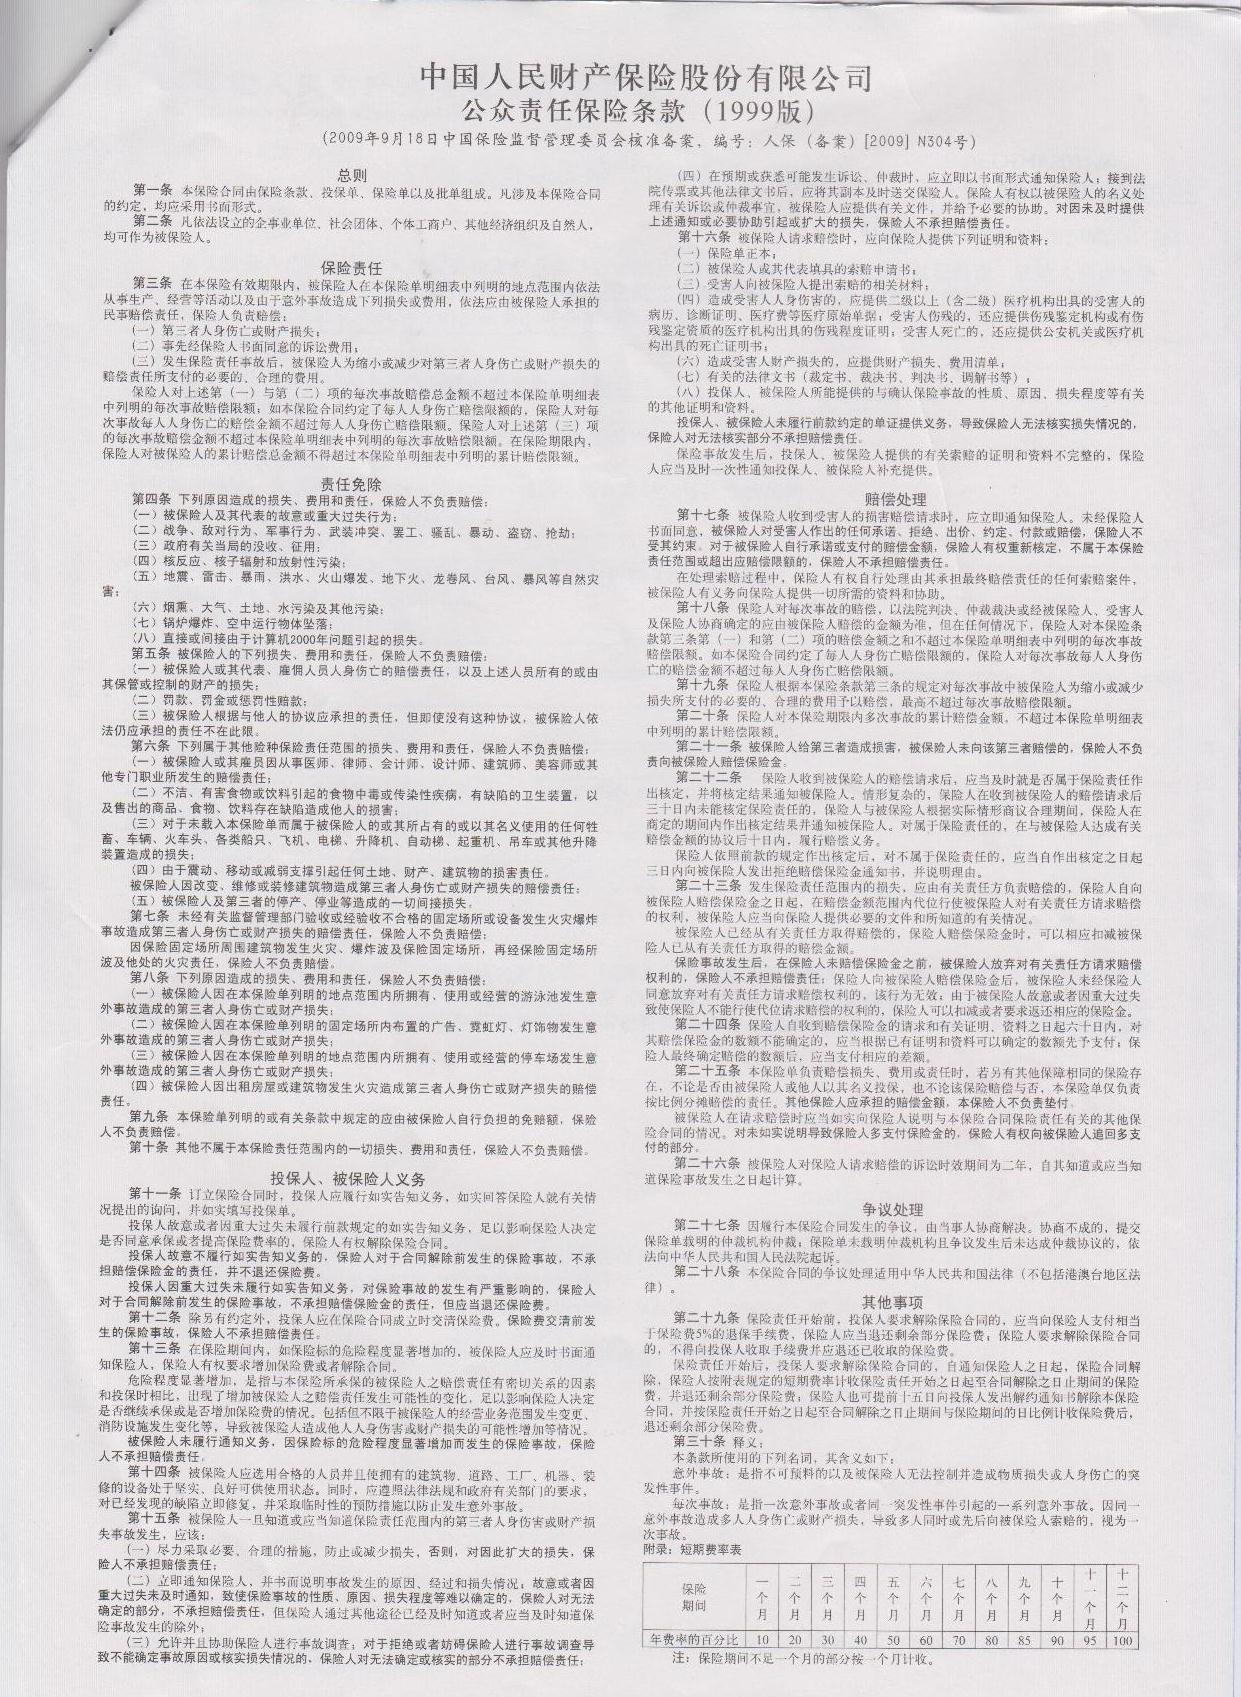 中国人民财产保险股份有限公司
公众责任保险条款（1999版）
（2009年9月18日中国保险监督管理委员会核准备案，编号：人保（备案）[2009] N304号）
总则
第一条 本保险合同由保险条款、投保单、保险单以及批单组成。凡涉及本保险合同
的约定，均应采用书面形式。
第二条 凡依法设立的企事业单位、社会团体、个体工商户、其他经济组织及自然人，
均可作为被保险人。
保险责任
第三条 在本保险有效期限内，被保险人在本保险单明细表中列明的地点范围内依法
从事生产、经营等活动以及由于意外事故造成下列损失或费用，依法应由被保险人承担的
民事赔偿责任，保险人负责赔偿：
（一）第三者人身伤亡或财产损失；
（二）事先经保险人书面同意的诉讼费用；
（三）发生保险责任事故后，被保险人为缩小或减少对第三者人身伤亡或财产损失的
赔偿责任所支付的必要的、合理的费用。
保险人对上述第（一）与第（二）项的每次事故赔偿总金额不超过本保险单明细表
中列明的每次事故赔偿限额；如本保险合同约定了每人人身伤亡赔偿限额的，保险人对每
次事故每人人身伤亡的赔偿金额不超过每人人身伤亡赔偿限额。保险人对上述第（三）项
的每次事故赔偿金额不超过本保险单明细表中列明的每次事故赔偿限额。在保险期限内，
保险人对被保险人的累计赔偿总金额不得超过本保险单明细表中列明的累计赔偿限额。
责任免除
第四条 下列原因造成的损失、费用和责任，保险人不负责赔偿：
（一）被保险人及其代表的故意或重大过失行为；
（二）战争、敌对行为、军事行为、武装冲突、罢工、骚乱、暴动、盗窃、抢劫；
（三）政府有关当局的没收、征用；
（四）核反应、核子辐射和放射性污染；
（五）地震、雷击、暴雨、洪水、火山爆发、地下火、龙卷风、台风、暴风等自然灾
害；
（六）烟熏、大气、土地、水污染及其他污染；
（七）锅炉爆炸、空中运行物体坠落；
（八）直接或间接由于计算机2000年问题引起的损失。
第五条 被保险人的下列损失、费用和责任，保险人不负责赔偿：
（一）被保险人或其代表、雇佣人员人身伤亡的赔偿责任，以及上述人员所有的或由
其保管或控制的财产的损失；
（二）罚款、罚金或惩罚性赔款；
（三）被保险人根据与他人的协议应承担的责任，但即使没有这种协议，被保险人依
法仍应承担的责任不在此限。
第六条 下列属于其他险种保险责任范围的损失、费用和责任，保险人不负责赔偿：
（一）被保险人或其雇员因从事医师、律师、会计师、设计师、建筑师、美容师或其
他专门职业所发生的赔偿责任；
（二）不洁、有害食物或饮料引起的食物中毒或传染性疾病，有缺陷的卫生装置，以
及售出的商品、食物、饮料存在缺陷造成他人的损害；
（三）对于未载入本保险单而属于被保险人的或其所占有的或以其名义使用的任何牲
畜、车辆、火车头、各类船只、飞机、电梯、升降机、自动梯、起重机、吊车或其他升降
装置造成的损失；
（四）由于震动、移动或减弱支撑引起任何土地、财产、建筑物的损害责任。
被保险人因改变、维修或装修建筑物造成第三者人身伤亡或财产损失的赔偿责任；
（五）被保险人及第三者的停产、停业等造成的一切间接损失。
第七条 未经有关监督管理部门验收或经验收不合格的固定场所或设备发生火灾爆炸
事故造成第三者人身伤亡或财产损失的赔偿责任，保险人不负责赔偿；
因保险固定场所周围建筑物发生火灾、爆炸波及保险固定场所，再经保险固定场所
波及他处的火灾责任，保险人不负责赔偿。
第八条 下列原因造成的损失、费用和责任，保险人不负责赔偿：
（一）被保险人因在本保险单列明的地点范围内所拥有、使用或经营的游泳池发生意
外事故造成的第三者人身伤亡或财产损失；
（二）被保险人因在本保险单列明的固定场所内布置的广告、霓虹灯、灯饰物发生意
外事故造成的第三者人身伤亡或财产损失；
（三）被保险人因在本保险单列明的地点范围内所拥有、使用或经营的停车场发生意
外事故造成的第三者人身伤亡或财产损失；
（四）被保险人因出租房屋或建筑物发生火灾造成第三者人身伤亡或财产损失的赔偿
责任。
第九条 本保险单列明的或有关条款中规定的应由被保险人自行负担的免赔额，保险
人不负责赔偿。
第十条 其他不属于本保险责任范围内的一切损失、费用和责任，保险人不负责赔偿。
投保人、被保险人义务
第十一条 订立保险合同时，投保人应履行如实告知义务，如实回答保险人就有关情
况提出的询问，并如实填写投保单。
投保人故意或者因重大过失未履行前款规定的如实告知义务，足以影响保险人决定
是否同意承保或者提高保险费率的，保险人有权解除保险合同。
投保人故意不履行如实告知义务的，保险人对于合同解除前发生的保险事故，不承
担赔偿保险金的责任，并不退还保险费。
投保人因重大过失未履行如实告知义务，对保险事故的发生有严重影响的，保险人
对于合同解除前发生的保险事故，不承担赔偿保险金的责任，但应当退还保险费。
第十二条 除另有约定外，投保人应在保险合同成立时交清保险费。保险费交清前发
生的保险事故，保险人不承担赔偿责任。
第十三条 在保险期间内，如保险标的危险程度显著增加的，被保险人应及时书面通
知保险人，保险人有权要求增加保险费或者解除合同。
危险程度显著增加，是指与本保险所承保的被保险人之赔偿责任有密切关系的因素
和投保时相比，出现了增加被保险人之赔偿责任发生可能性的变化，足以影响保险人决定
是否继续承保或是否增加保险费的情况。包括但不限于被保险人的经营业务范围发生变更、
消防设施发生变化等，导致被保险人造成他人人身伤害或财产损失的可能性增加等情况。
被保险人未履行通知义务，因保险标的危险程度显著增加而发生的保险事故，保险
人不承担赔偿责任。
第十四条 被保险人应选用合格的人员并且使拥有的建筑物、道路、工厂、机器、装
修的设备处于坚实、良好可供使用状态。同时，应遵照法律法规和政府有关部门的要求，
对已经发现的缺陷立即修复，并采取临时性的预防措施以防止发生意外事故。
第十五条 被保险人一旦知道或应当知道保险责任范围内的第三者人身伤害或财产损
失事故发生，应该：
（一）尽力采取必要、合理的措施，防止或减少损失，否则，对因此扩大的损失，保
险人不承担赔偿责任；
（二）立即通知保险人，并书面说明事故发生的原因、经过和损失情况；故意或者因
重大过失未及时通知，致使保险事故的性质、原因、损失程度等难以确定的，保险人对无法
确定的部分，不承担赔偿责任，但保险人通过其他途径已经及时知道或者应当及时知道保
险事故发生的除外；
（三）允许并且协助保险人进行事故调查；对于拒绝或者妨碍保险人进行事故调查导
致不能确定事故原因或核实损失情况的，保险人对无法确定或核实的部分不承担赔偿责任；
（四）在预期或获悉可能发生诉讼、仲裁时，应立即以书面形式通知保险人；接到法
院传票或其他法律文书后，应将其副本及时送交保险人。保险人有权以被保险人的名义处
理有关诉讼或仲裁事宜，被保险人应提供有关文件，并给予必要的协助。对因未及时提供
上述通知或必要协助引起或扩大的损失，保险人不承担赔偿责任。
第十六条 被保险人请求赔偿时，应向保险人提供下列证明和资料：
（一）保险单正本；
（二）被保险人或其代表填具的索赔申请书；
（三）受害人向被保险人提出索赔的相关材料；
（四）造成受害人人身伤害的，应提供二级以上（含二级）医疗机构出具的受害人的
病历、诊断证明、医疗费等医疗原始单据；受害人伤残的，还应提供伤残鉴定机构或有伤
残鉴定资质的医疗机构出具的伤残程度证明；受害人死亡的，还应提供公安机关或医疗机
构出具的死亡证明书；
（六）造成受害人财产损失的，应提供财产损失、费用清单；
（七）有关的法律文书（裁定书、裁决书、判决书、调解书等）；
（八）投保人、被保险人所能提供的与确认保险事故的性质、原因、损失程度等有关
的其他证明和资料。
投保人、被保险人未履行前款约定的单证提供义务，导致保险人无法核实损失情况的，
保险人对无法核实部分不承担赔偿责任。
保险事故发生后，投保人、被保险人提供的有关索赔的证明和资料不完整的，保险
人应当及时一次性通知投保人、被保险人补充提供。
赔偿处理
第十七条 被保险人收到受害人的损害赔偿请求时，应立即通知保险人。未经保险人
书面同意，被保险人对受害人作出的任何承诺、拒绝、出价、约定、付款或赔偿，保险人不
受其约束。对于被保险人自行承诺或支付的赔偿金额，保险人有权重新核定，不属于本保险
责任范围或超出应赔偿限额的，保险人不承担赔偿责任。
在处理索赔过程中，保险人有权自行处理由其承担最终赔偿责任的任何索赔案件，
被保险人有义务向保险人提供一切所需的资料和协助。
第十八条 保险人对每次事故的赔偿，以法院判决、仲裁裁决或经被保险人、受害人
及保险人协商确定的应由被保险人赔偿的金额为准，但在任何情况下，保险人对本保险条
款第三条第（一）和第（二）项的赔偿金额之和不超过本保险单明细表中列明的每次事故
赔偿限额。如本保险合同约定了每人人身伤亡赔偿限额的，保险人对每次事故每人人身伤
亡的赔偿金额不超过每人人身伤亡赔偿限额。
第十九条 保险人根据本保险条款第三条的规定对每次事故中被保险人为缩小或减少
损失所支付的必要的、合理的费用予以赔偿，最高不超过每次事故赔偿限额。
第二十条 保险人对本保险期限内多次事故的累计赔偿金额，不超过本保险单明细表
中列明的累计赔偿限额。
第二十一条 被保险人给第三者造成损害，被保险人未向该第三者赔偿的，保险人不负
责向被保险人赔偿保险金。
第二十二条 保险人收到被保险人的赔偿请求后，应当及时就是否属于保险责任作
出核定，并将核定结果通知被保险人。情形复杂的，保险人在收到被保险人的赔偿请求后
三十日内未能核定保险责任的，保险人与被保险人根据实际情形商议合理期间，保险人在
商定的期间内作出核定结果并通知被保险人。对属于保险责任的，在与被保险人达成有关
赔偿金额的协议后十日内，履行赔偿义务。
保险人依照前款的规定作出核定后，对不属于保险责任的，应当自作出核定之日起
三日内向被保险人发出拒绝赔偿保险金通知书，并说明理由。
第二十三条 发生保险责任范围内的损失，应由有关责任方负责赔偿的，保险人自向
被保险人赔偿保险金之日起，在赔偿金额范围内代位行使被保险人对有关责任方请求赔偿
的权利，被保险人应当向保险人提供必要的文件和所知道的有关情况。
被保险人已经从有关责任方取得赔偿的，保险人赔偿保险金时，可以相应扣减被保
险人已从有关责任方取得的赔偿金额。
保险事故发生后，在保险人未赔偿保险金之前，被保险人放弃对有关责任方请求赔偿
权利的，保险人不承担赔偿责任；保险人向被保险人赔偿保险金后，被保险人未经保险人
同意放弃对有关责任方请求赔偿权利的，该行为无效；由于被保险人故意或者因重大过失
致使保险人不能行使代位请求赔偿的权利的，保险人可以扣减或者要求返还相应的保险金。
第二十四条 保险人自收到赔偿保险金的请求和有关证明、资料之日起六十日内，对
其赔偿保险金的数额不能确定的，应当根据已有证明和资料可以确定的数额先予支付；保
险人最终确定赔偿的数额后，应当支付相应的差额。
第二十五条 本保险单负责赔偿损失、费用或责任时，若另有其他保障相同的保险存
在，不论是否由被保险人或他人以其名义投保，也不论该保险赔偿与否，本保险单仅负责
按比例分摊赔偿的责任。其他保险人应承担的赔偿金额，本保险人不负责垫付。
被保险人在请求赔偿时应当如实向保险人说明与本保险合同保险责任有关的其他保
险合同的情况。对未如实说明导致保险人多支付保险金的，保险人有权向被保险人追回多支
付的部分。
第二十六条 被保险人对保险人请求赔偿的诉讼时效期间为二年，自其知道或应当知
道保险事故发生之日起计算。
争议处理
第二十七条 因履行本保险合同发生的争议，由当事人协商解决。协商不成的，提交
保险单载明的仲裁机构仲裁；保险单未载明仲裁机构且争议发生后未达成仲裁协议的，依
法向中华人民共和国人民法院起诉。
第二十八条 本保险合同的争议处理适用中华人民共和国法律（不包括港澳台地区法
律）。
其他事项
第二十九条 保险责任开始前，投保人要求解除保险合同的，应当向保险人支付相当
于保险费5%的退保手续费，保险人应当退还剩余部分保险费；保险人要求解除保险合同
的，不得向投保人收取手续费并应退还已收取的保险费。
保险责任开始后，投保人要求解除保险合同的，自通知保险人之日起，保险合同解
除，保险人按附表规定的短期费率计收保险责任开始之日起至合同解除之日止期间的保险
费，并退还剩余部分保险费；保险人也可提前十五日向投保人发出解约通知书解除本保险
合同，并按保险责任开始之日起至合同解除之日止期间与保险期间的日比例计收保险费后，
退还剩余部分保险费。
第三十条 释义：
本条款所使用的下列名词，其含义如下：
意外事故：是指不可预料的以及被保险人无法控制并造成物质损失或人身伤亡的突
发性事件。
每次事故：是指一次意外事故或者同一突发性事件引起的一系列意外事故。因同一
意外事故造成多人人身伤亡或财产损失，导致多人同时或先后向被保险人索赔的，视为一
次事故。
附录：短期费率表
保险期间 一个月 二个月 三个月 四个月 五个月 六个月 七个月 八个月 九个月 十个月 十一个月 十二个月
年费率的百分比 10 20 30 40 50 60 70 80 85 90 95 100
注：保险期间不足一个月的部分按一个月计收。